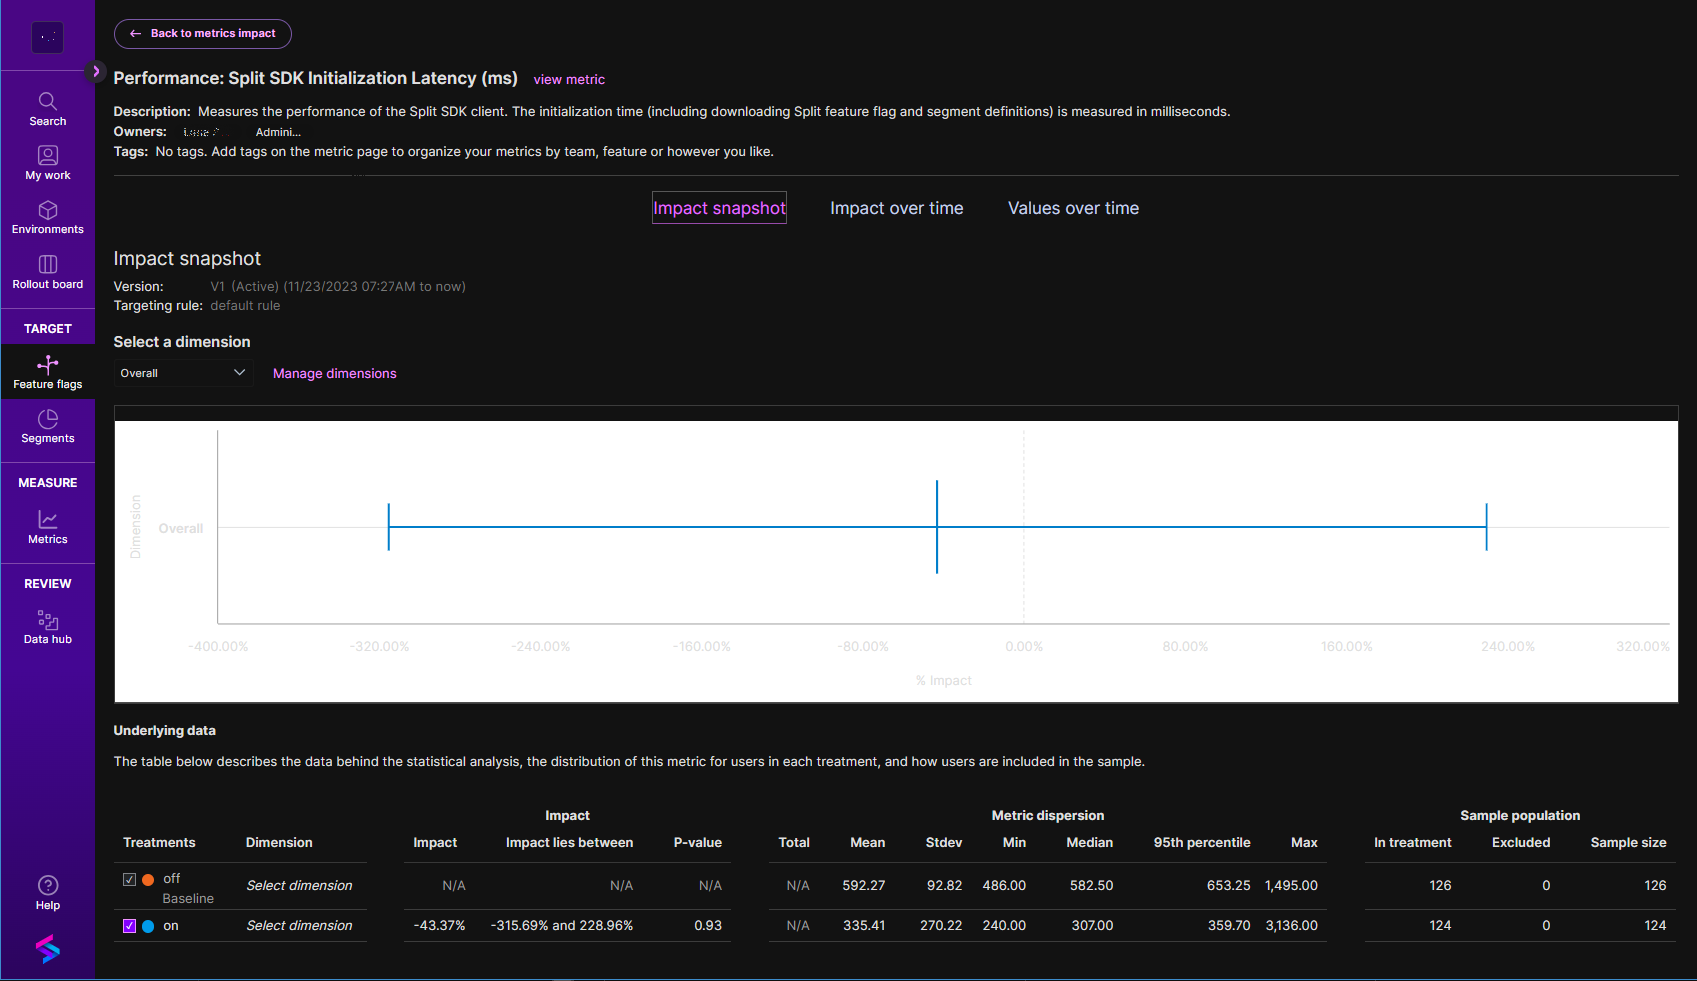 Back to metrics impact
Performance: Split SDK Initialization Latency (ms) view metric
Description: Measures the performance of the Split SDK client. The initialization time (including downloading Split feature flag and segment definitions) is measured in milliseconds.
Owners: Admini...
Tags: No tags. Add tags on the metric page to organize your metrics by team, feature or however you like.
Search
My work
Environments
Rollout board
TARGET
Feature flags
Segments
MEASURE
Metrics
REVIEW
Data hub
Help
Impact snapshot Impact over time Values over time
Impact snapshot
Version: V1 (Active) (11/23/2023 07:27AM to now)
Targeting rule: default rule
Select a dimension
Overall Manage dimensions
Dimension
Overall
-400.00% -320.00% -240.00% -160.00% -80.00% 0.00% 80.00% 160.00% 240.00% 320.00%
% Impact
Underlying data
The table below describes the data behind the statistical analysis, the distribution of this metric for users in each treatment, and how users are included in the sample.
Impact Metric dispersion Sample population
Treatments Dimension Impact Impact lies between P-value Total Mean Stdev Min Median 95th percentile Max In treatment Excluded Sample size
off Select dimension N/A N/A N/A N/A 592.27 92.82 486.00 582.50 653.25 1,495.00 126 0 126
Baseline
on Select dimension -43.37% -315.69% and 228.96% 0.93 N/A 335.41 270.22 240.00 307.00 359.70 3,136.00 124 0 124